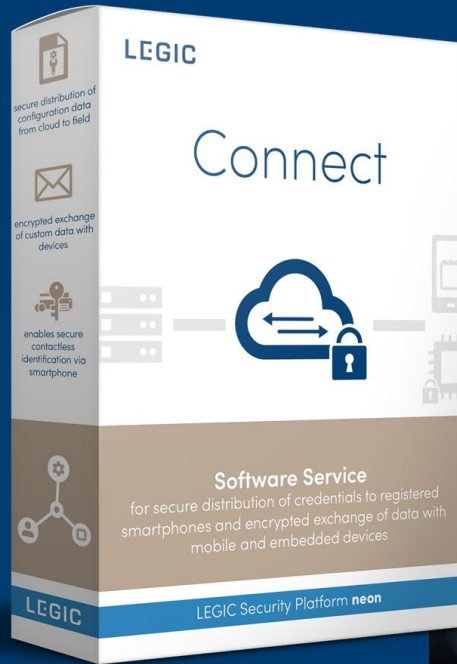 secure distribution of
configuration data
from cloud to field
encrypted exchange
of custom data with
devices
enables secure
contactless
identification via
smartphone
LEGIC
LEGIC
Connect
Software Service
for secure distribution of credentials to registered
smartphones and encrypted exchange of data with
mobile and embedded devices
LEGIC Security Platform neon